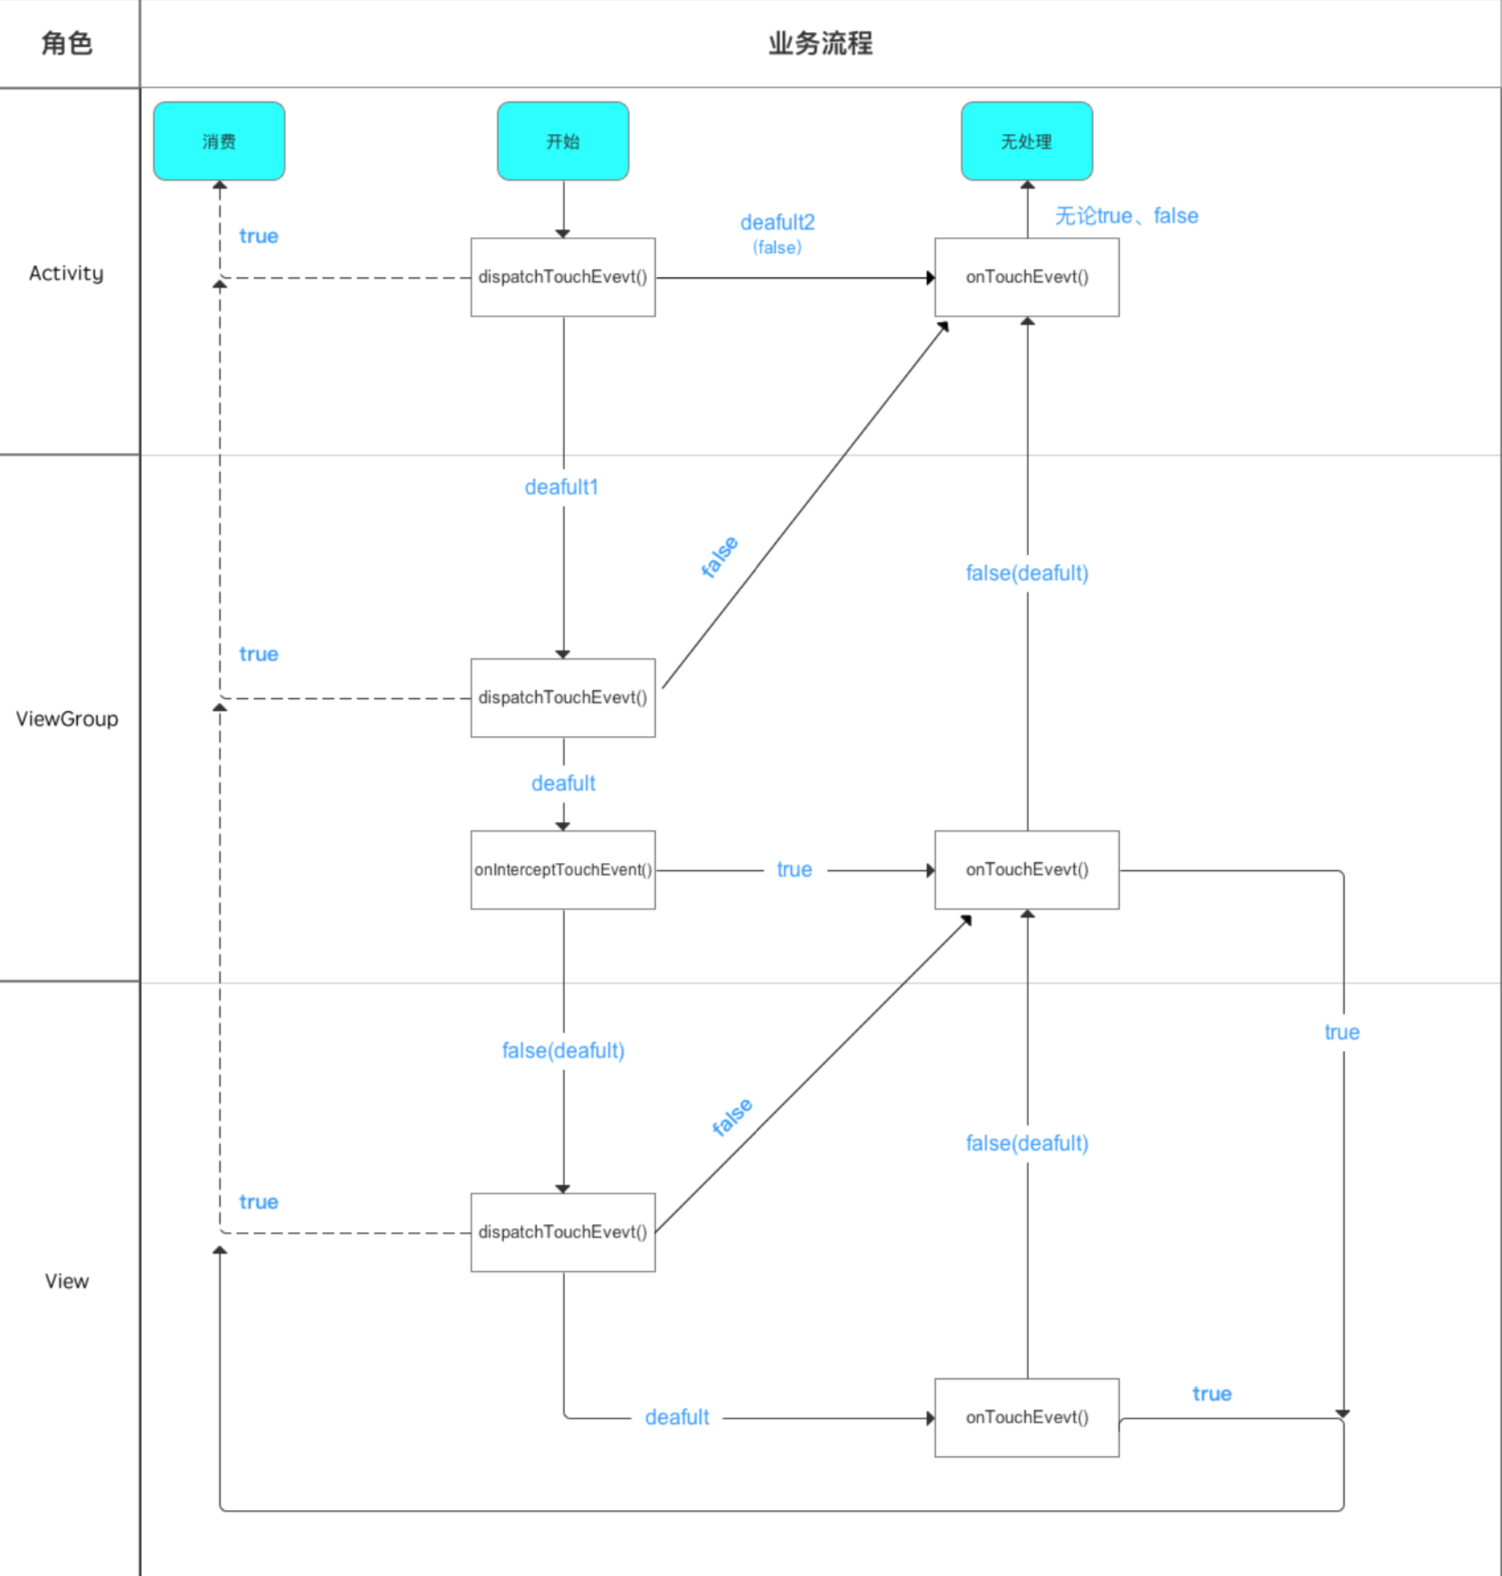 角色
业务流程
消费
开始
无处理
true
deafult2
(false)
无论true、false
Activity
dispatchTouchEvevt()
onTouchEvevt()
deafult1
false
false(deafult)
true
ViewGroup
dispatchTouchEvevt()
deafult
onInterceptTouchEvent()
true
onTouchEvevt()
true
false(deafult)
false
false(deafult)
true
View
dispatchTouchEvevt()
deafult
onTouchEvevt()
true